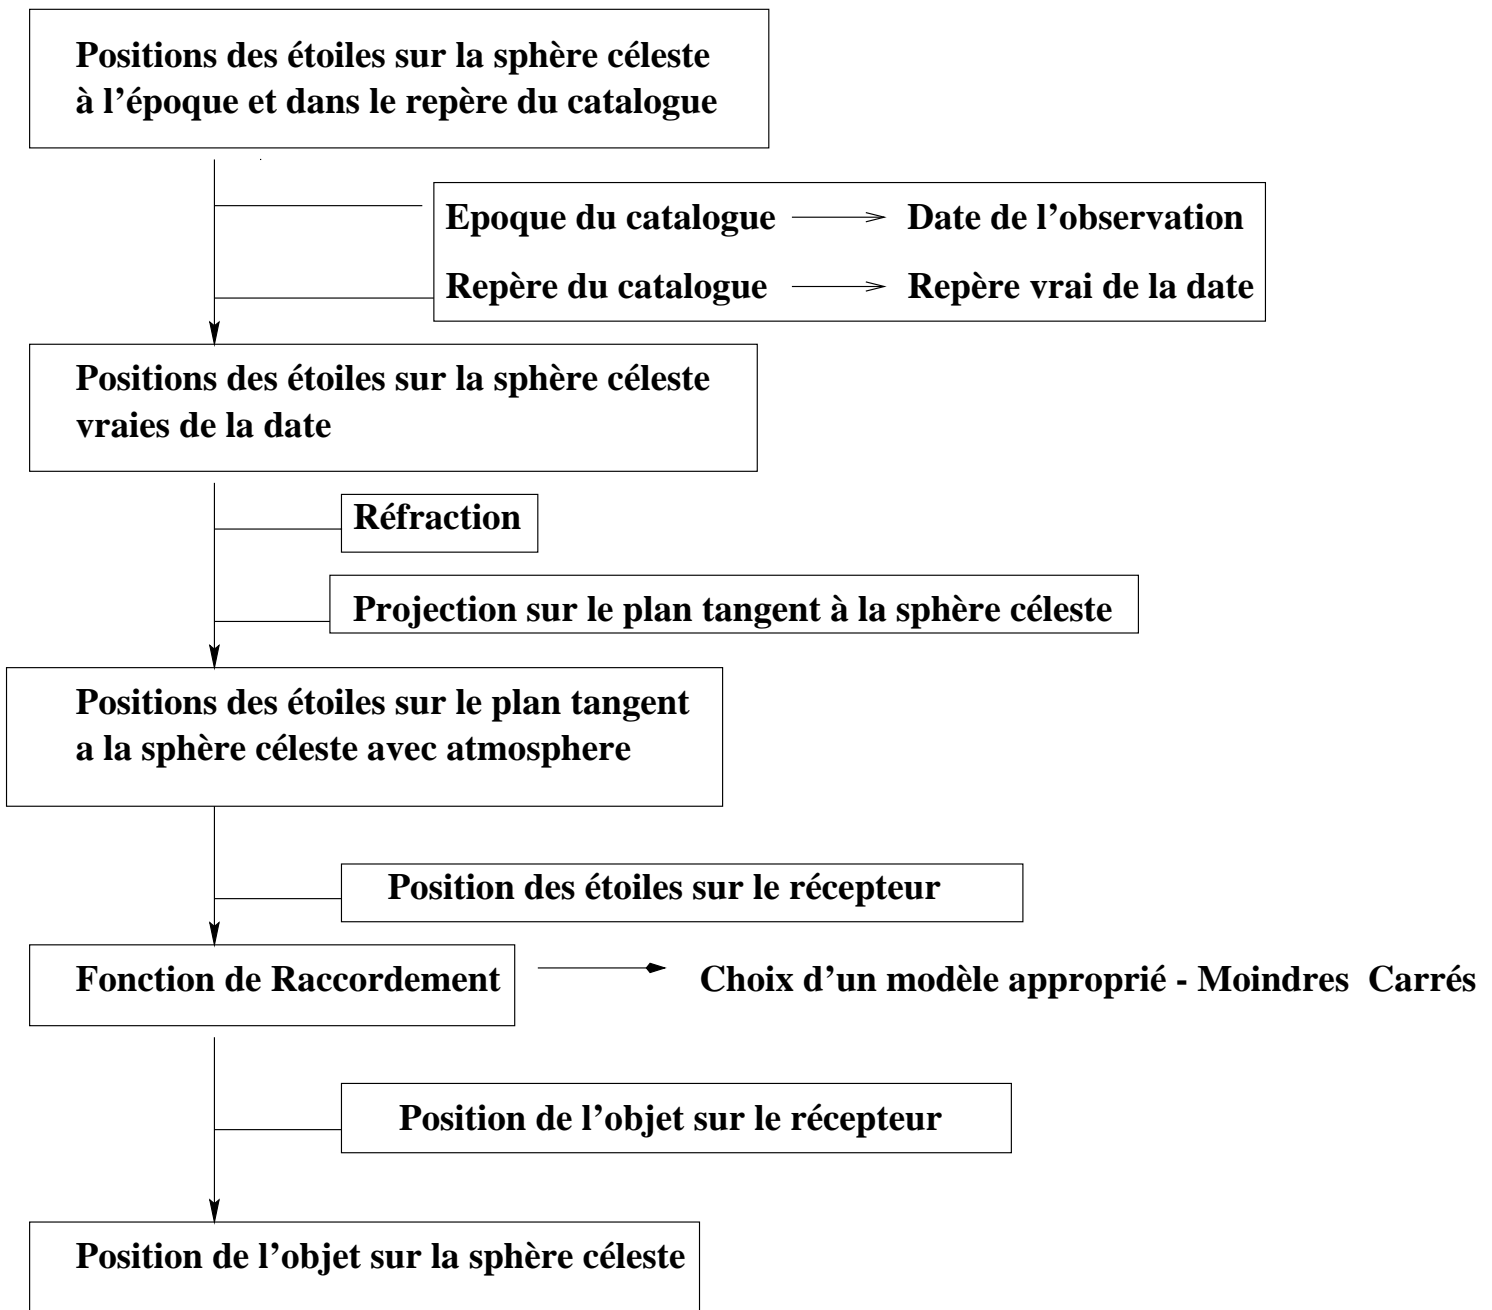 Positions des étoiles sur la sphère céleste
à l’époque et dans le repère du catalogue
Epoque du catalogue Date de l’observation
Repère du catalogue Repère vrai de la date
Positions des étoiles sur la sphère céleste
vraies de la date
Réfraction
Projection sur le plan tangent à la sphère céleste
Positions des étoiles sur le plan tangent
a la sphère céleste avec atmosphere
Position des étoiles sur le récepteur
Fonction de Raccordement Choix d’un modèle approprié - Moindres Carrés
Position de l’objet sur le récepteur
Position de l’objet sur la sphère céleste